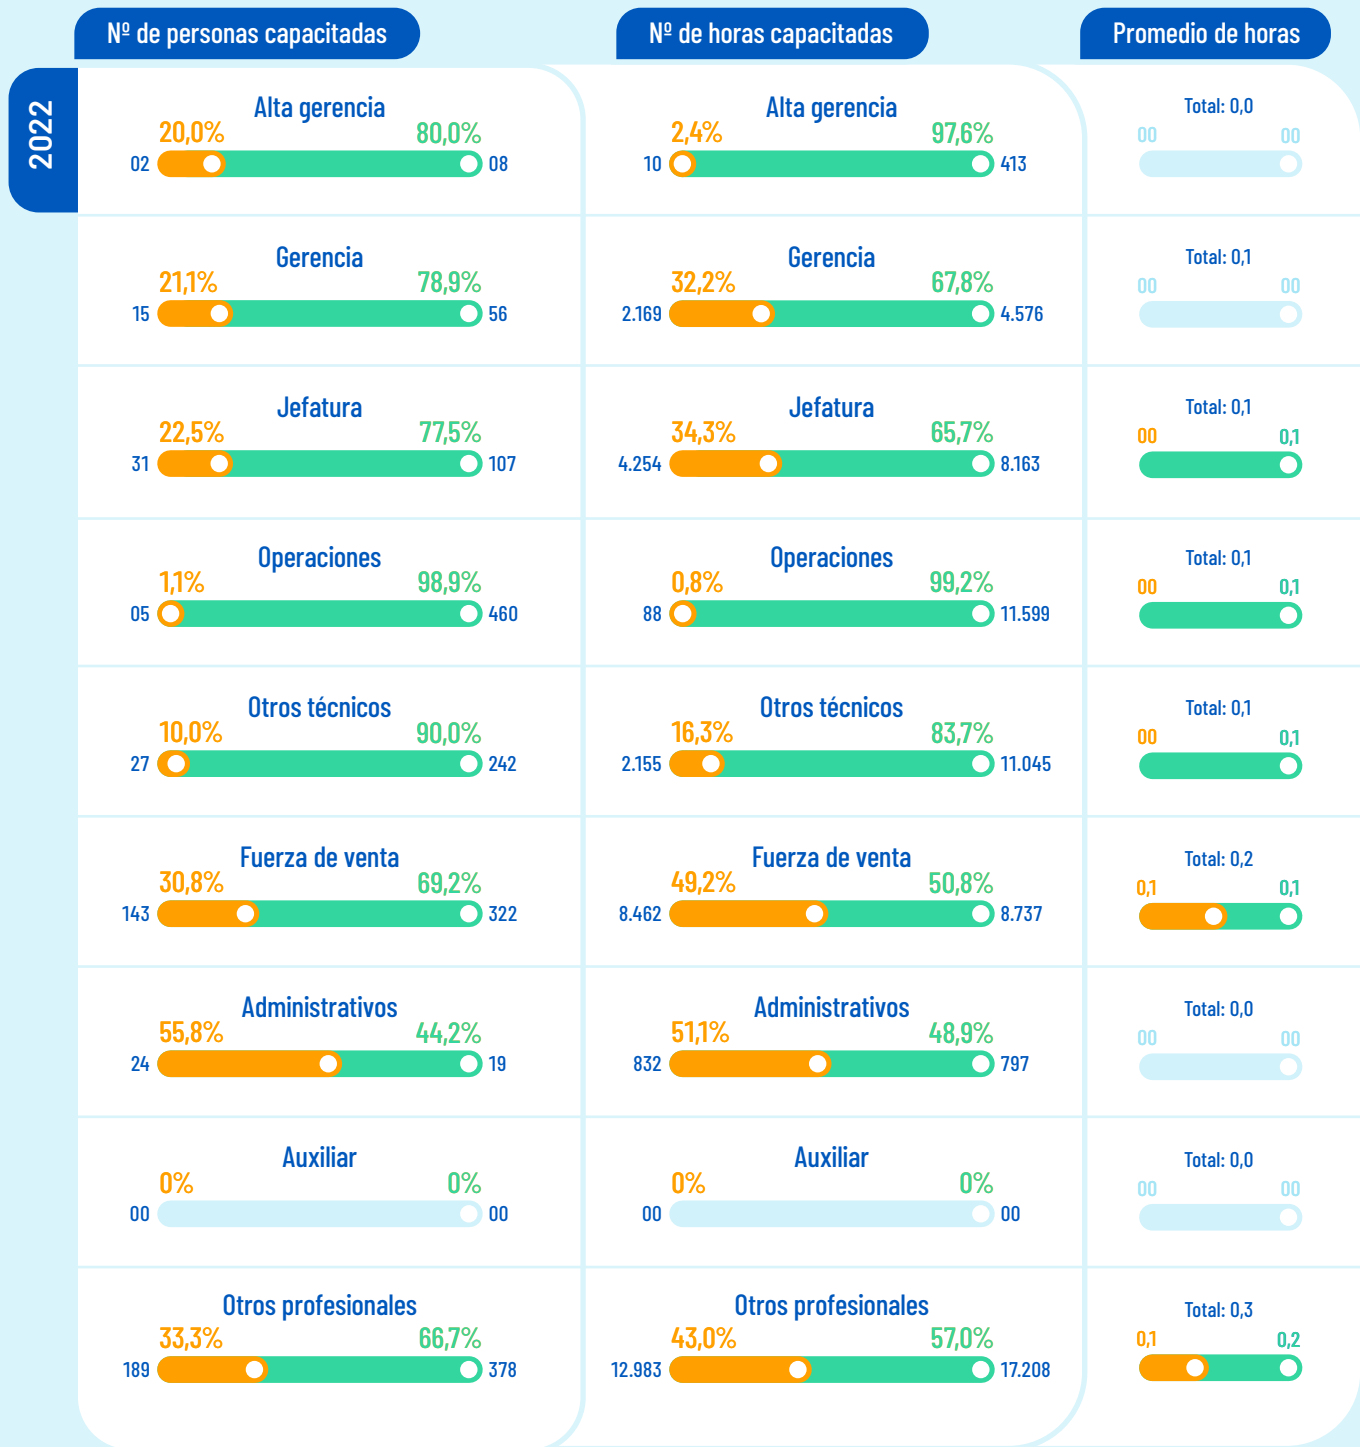 Nº de personas capacitadas
Nº de horas capacitadas
Promedio de horas
2022
Alta gerencia
20,0% 80,0%
02 08
Alta gerencia
2,4% 97,6%
10 413
Total: 0,0
00 00
Gerencia
21,1% 78,9%
15 56
Gerencia
32,2% 67,8%
2.169 4.576
Total: 0,1
00 00
Jefatura
22,5% 77,5%
31 107
Jefatura
34,3% 65,7%
4.254 8.163
Total: 0,1
00 0,1
Operaciones
1,1% 98,9%
05 460
Operaciones
0,8% 99,2%
88 11.599
Total: 0,1
00 0,1
Otros técnicos
10,0% 90,0%
27 242
Otros técnicos
16,3% 83,7%
2.155 11.045
Total: 0,1
00 0,1
Fuerza de venta
30,8% 69,2%
143 322
Fuerza de venta
49,2% 50,8%
8.462 8.737
Total: 0,2
0,1 0,1
Administrativos
55,8% 44,2%
24 19
Administrativos
51,1% 48,9%
832 797
Total: 0,0
00 00
Auxiliar
0% 0%
00 00
Auxiliar
0% 0%
00 00
Total: 0,0
00 00
Otros profesionales
33,3% 66,7%
189 378
Otros profesionales
43,0% 57,0%
12.983 17.208
Total: 0,3
0,1 0,2